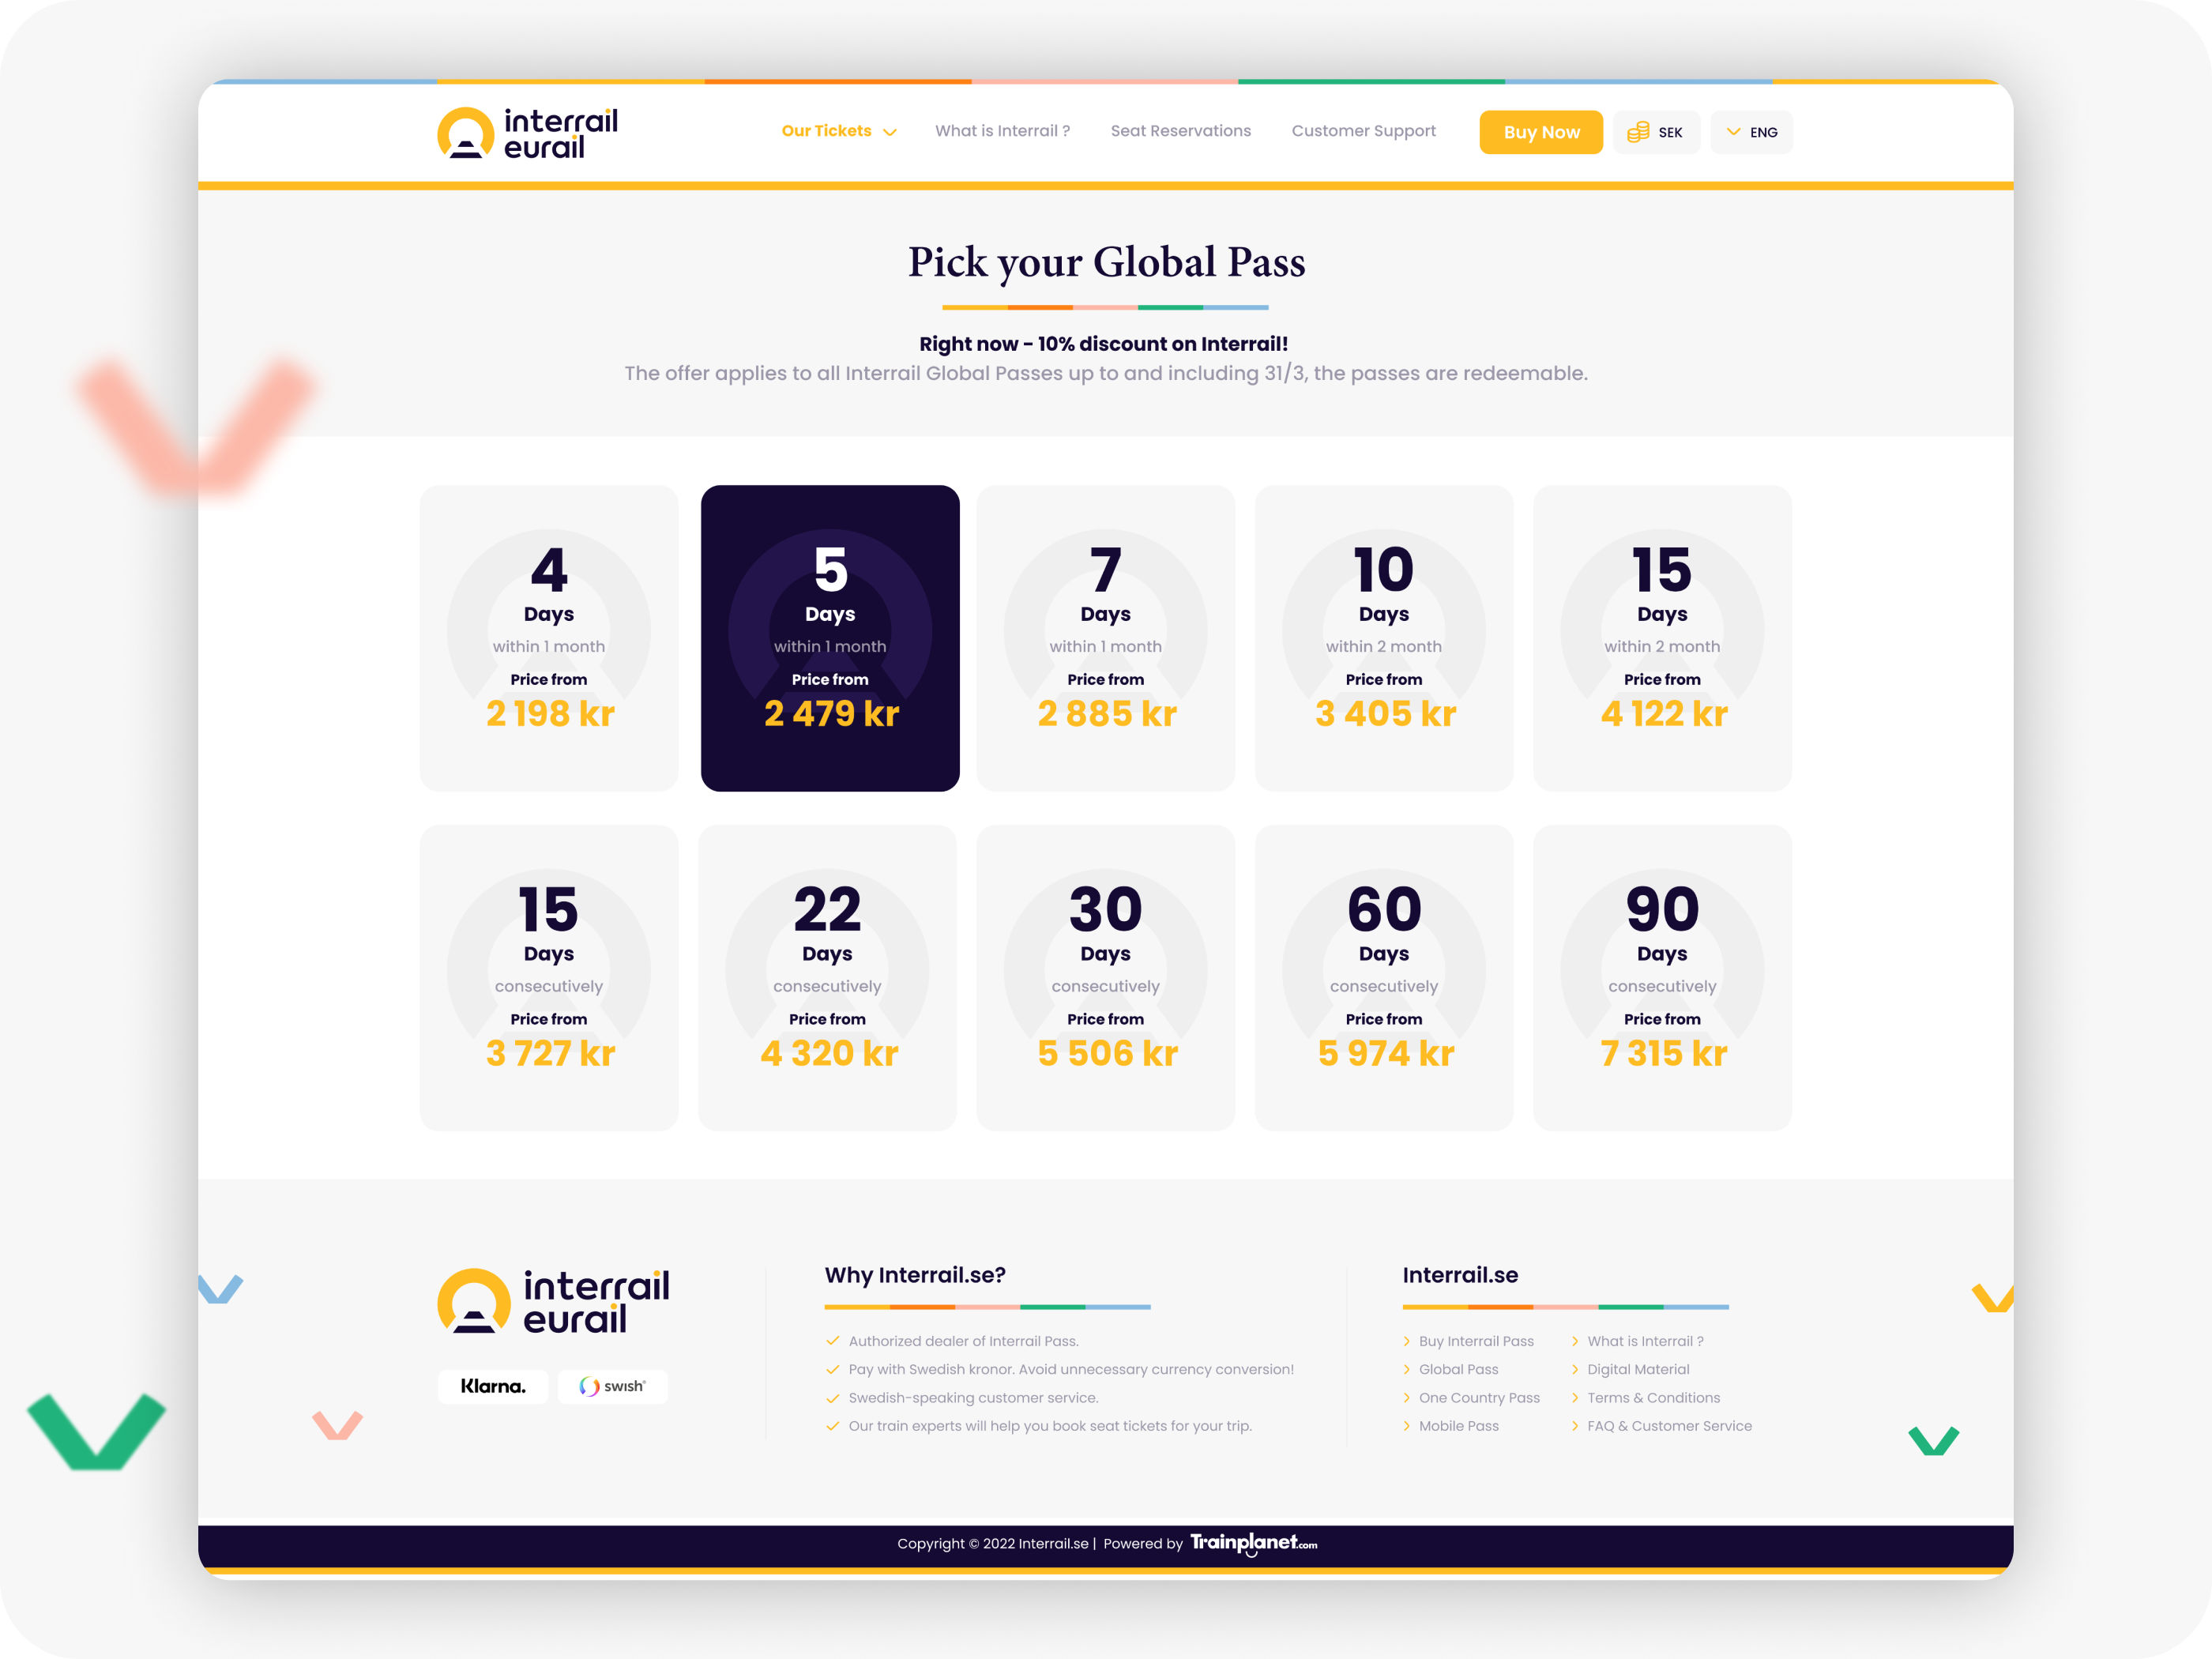 interrail
eurail
Our Tickets
What is Interrail ?
Seat Reservations
Customer Support
Buy Now
SEK
ENG
Pick your Global Pass
Right now - 10% discount on Interrail!
The offer applies to all Interrail Global Passes up to and including 31/3, the passes are redeemable.
4
Days
within 1 month
Price from
2 198 kr
5
Days
within 1 month
Price from
2 479 kr
7
Days
within 1 month
Price from
2 885 kr
10
Days
within 2 month
Price from
3 405 kr
15
Days
within 2 month
Price from
4 122 kr
15
Days
consecutively
Price from
3 727 kr
22
Days
consecutively
Price from
4 320 kr
30
Days
consecutively
Price from
5 506 kr
60
Days
consecutively
Price from
5 974 kr
90
Days
consecutively
Price from
7 315 kr
interrail
eurail
Klarna.
swish®
Why Interrail.se?
Authorized dealer of Interrail Pass.
Pay with Swedish kronor. Avoid unnecessary currency conversion!
Swedish-speaking customer service.
Our train experts will help you book seat tickets for your trip.
Interrail.se
Buy Interrail Pass
Global Pass
One Country Pass
Mobile Pass
What is Interrail ?
Digital Material
Terms & Conditions
FAQ & Customer Service
Copyright © 2022 Interrail.se | Powered by Trainplanet.com